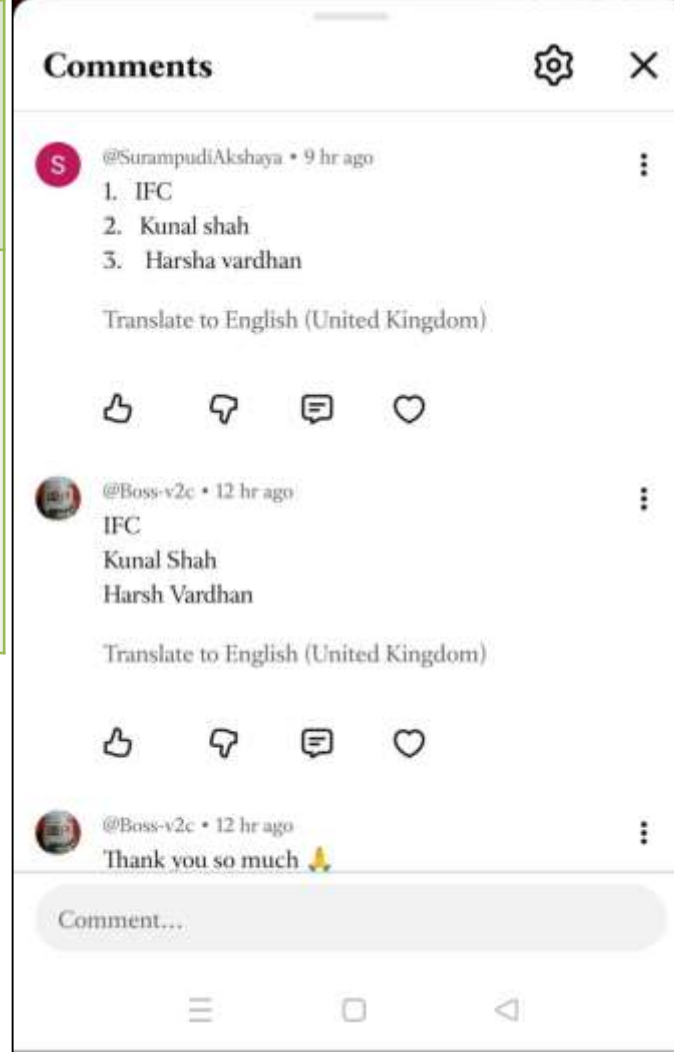 Comments
@SurampudiAkshaya • 9 hr ago
1. IFC
2. Kunal shah
3. Harsha vardhan
Translate to English (United Kingdom)
@Boss-v2c • 12 hr ago
IFC
Kunal Shah
Harsh Vardhan
Translate to English (United Kingdom)
@Boss-v2c • 12 hr ago
Thank you so much 🙏
Comment...